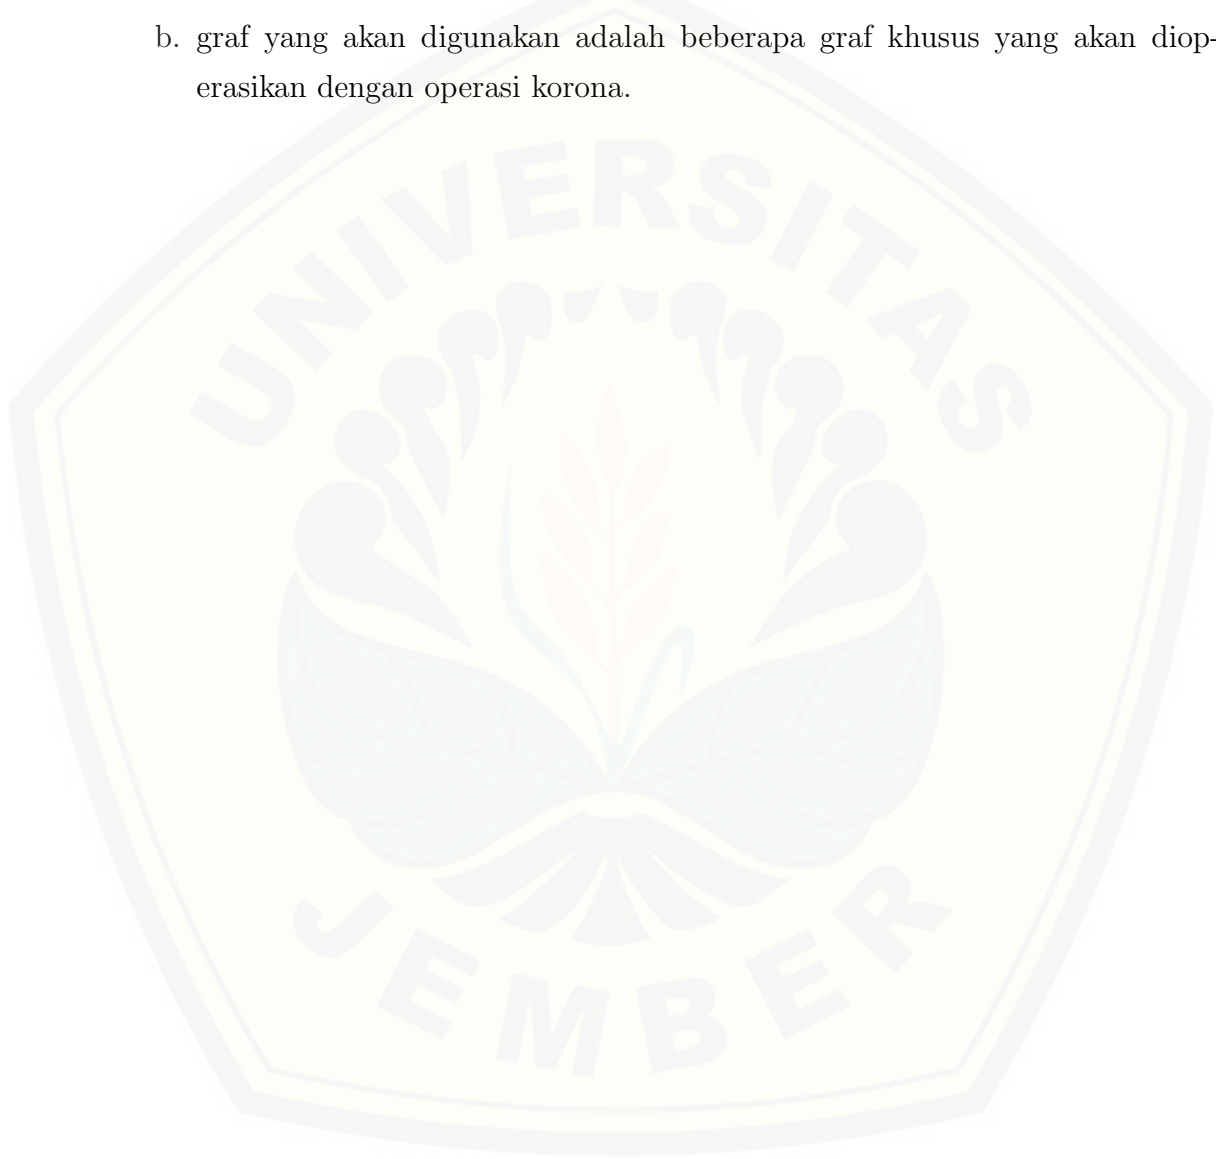 b. graf yang akan digunakan adalah beberapa graf khusus yang akan diop-
erasikan dengan operasi korona.
UNIVERSITAS
JEMBER